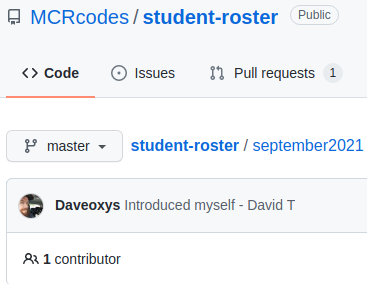 MCRcodes / student-roster Public
Code Issues Pull requests 1
master student-roster / september2021
Daveoxys Introduced myself - David T
1 contributor